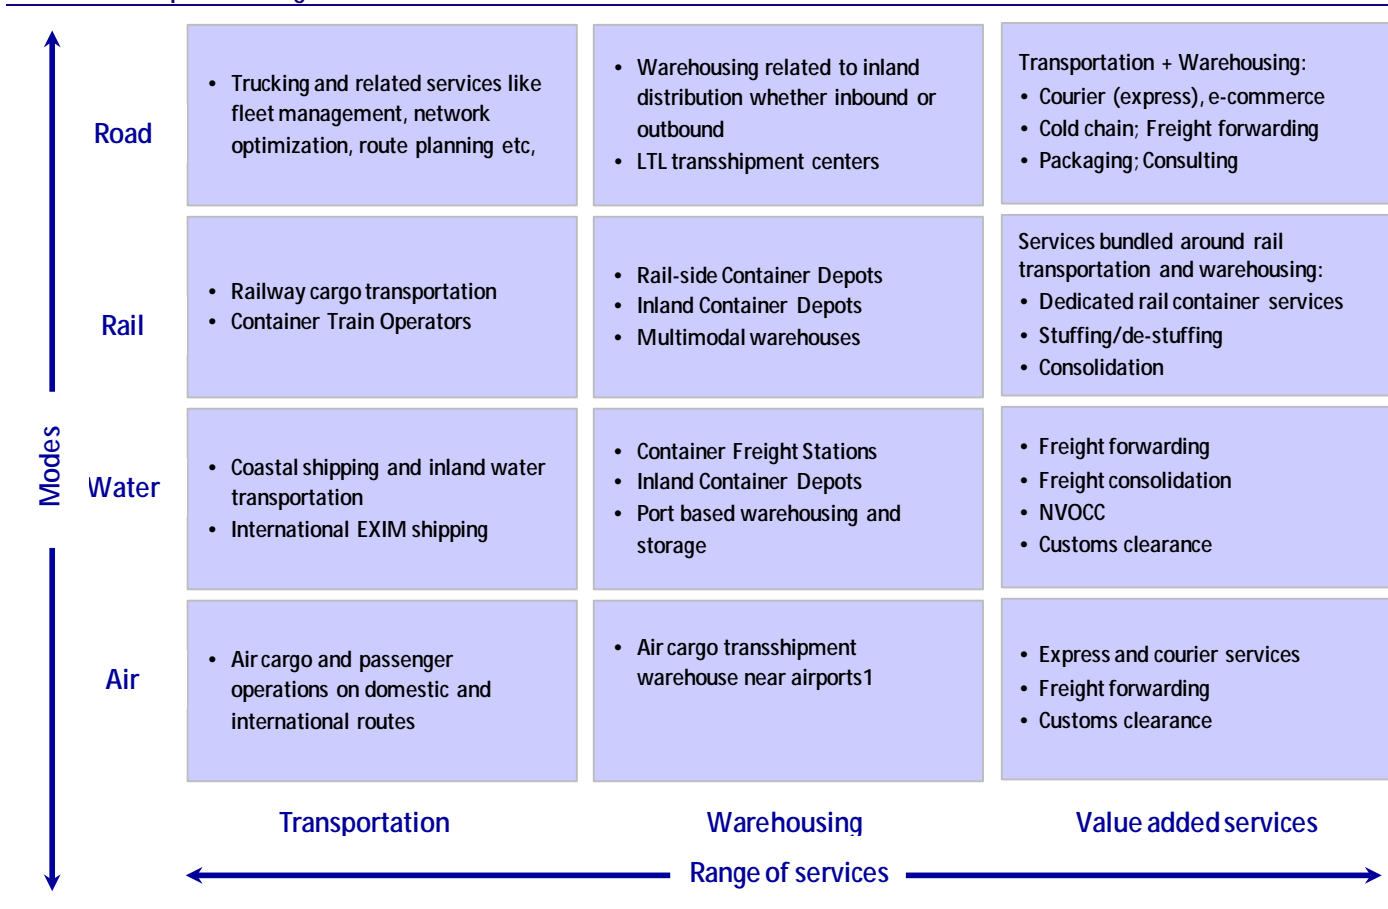 Road
• Trucking and related services like
fleet management, network
optimization, route planning etc,
• Warehousing related to inland
distribution whether inbound or
outbound
• LTL transshipment centers
Transportation + Warehousing:
• Courier (express), e-commerce
• Cold chain; Freight forwarding
• Packaging; Consulting
Rail
• Railway cargo transportation
• Container Train Operators
• Rail-side Container Depots
• Inland Container Depots
• Multimodal warehouses
Services bundled around rail
transportation and warehousing:
• Dedicated rail container services
• Stuffing/de-stuffing
• Consolidation
Modes
Water
• Coastal shipping and inland water
transportation
• International EXIM shipping
• Container Freight Stations
• Inland Container Depots
• Port based warehousing and
storage
• Freight forwarding
• Freight consolidation
• NVOCC
• Customs clearance
Air
• Air cargo and passenger
operations on domestic and
international routes
• Air cargo transshipment
warehouse near airports1
• Express and courier services
• Freight forwarding
• Customs clearance
Transportation
Warehousing
Value added services
Range of services